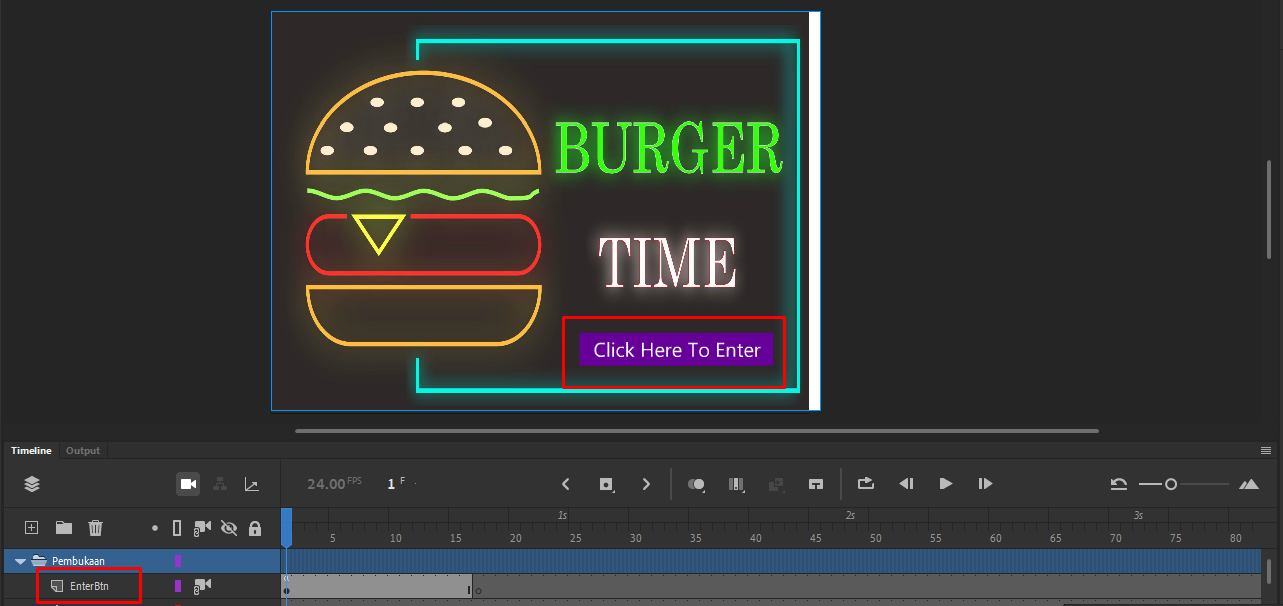 BURGER
TIME
Click Here To Enter
Timeline
Output
24.00 FPS
1 F
1s
2s
3s
5 10 15 20 25 30 35 40 45 50 55 60 65 70 75 80
Pembukaan
EnterBtn